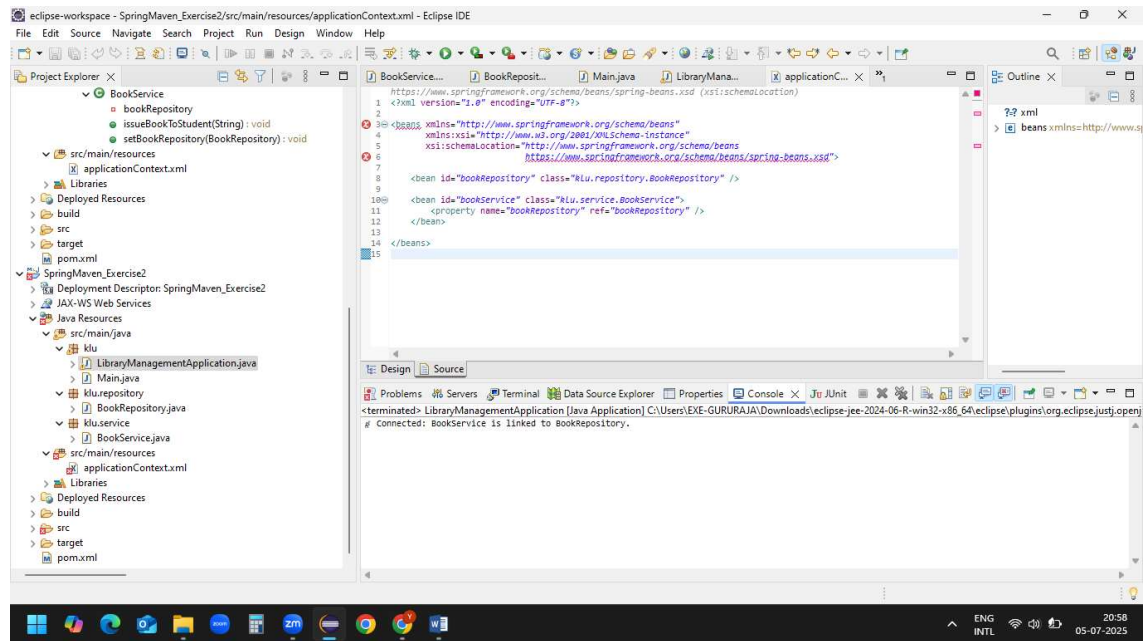 eclipse-workspace - SpringMaven_Exercise2/src/main/resources/applicationContext.xml - Eclipse IDE
File Edit Source Navigate Search Project Run Design Window Help
Project Explorer
BookService
bookRepository
issueBookToStudent(String) : void
setBookRepository(BookRepository) : void
src/main/resources
applicationContext.xml
Libraries
Deployed Resources
build
src
target
pom.xml
SpringMaven_Exercise2
Deployment Descriptor: SpringMaven_Exercise2
JAX-WS Web Services
Java Resources
src/main/java
klu
LibraryManagementApplication.java
Main.java
klu.repository
BookRepository.java
klu.service
BookService.java
src/main/resources
applicationContext.xml
Libraries
Deployed Resources
build
src
target
pom.xml
BookService.... BookReposit... Main.java LibraryMana... applicationC... »1
https://www.springframework.org/schema/beans/spring-beans.xsd (xsi:schemaLocation)
1 <?xml version="1.0" encoding="UTF-8"?>
2
3 <beans xmlns="http://www.springframework.org/schema/beans"
4 xmlns:xsi="http://www.w3.org/2001/XMLSchema-instance"
5 xsi:schemaLocation="http://www.springframework.org/schema/beans
6 https://www.springframework.org/schema/beans/spring-beans.xsd">
7
8 <bean id="bookRepository" class="klu.repository.BookRepository" />
9
10 <bean id="bookService" class="klu.service.BookService">
11 <property name="bookRepository" ref="bookRepository" />
12 </bean>
13
14 </beans>
15
Design Source
Outline
?=? xml
beans xmlns=http://www.s
Problems Servers Terminal Data Source Explorer Properties Console JUnit
<terminated> LibraryManagementApplication [Java Application] C:\Users\EXE-GURURAJA\Downloads\eclipse-jee-2024-06-R-win32-x86_64\eclipse\plugins\org.eclipse.justj.openj
Connected: BookService is linked to BookRepository.
zoom zm W
ENG
INTL
20:58
05-07-2025